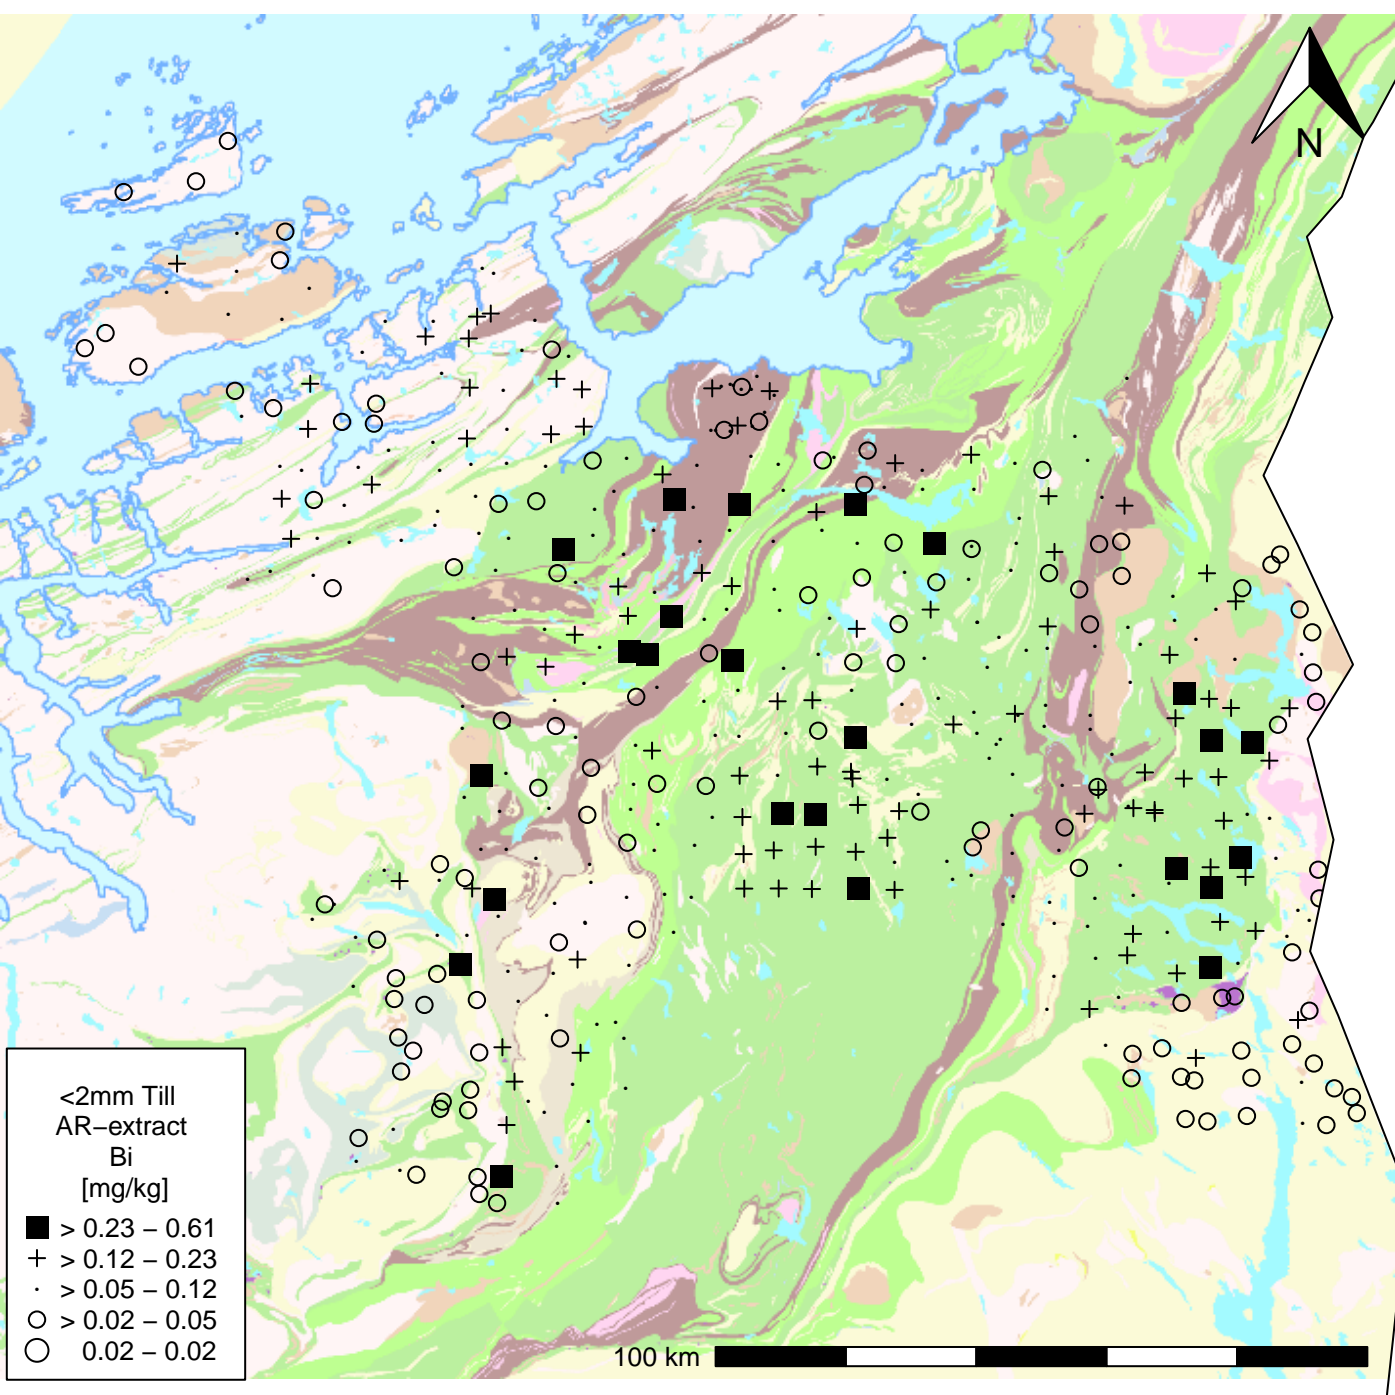 N
<2mm Till
AR−extract
Bi
[mg/kg]
> 0.23 − 0.61
> 0.12 − 0.23
> 0.05 − 0.12
> 0.02 − 0.05
0.02 − 0.02
100 km